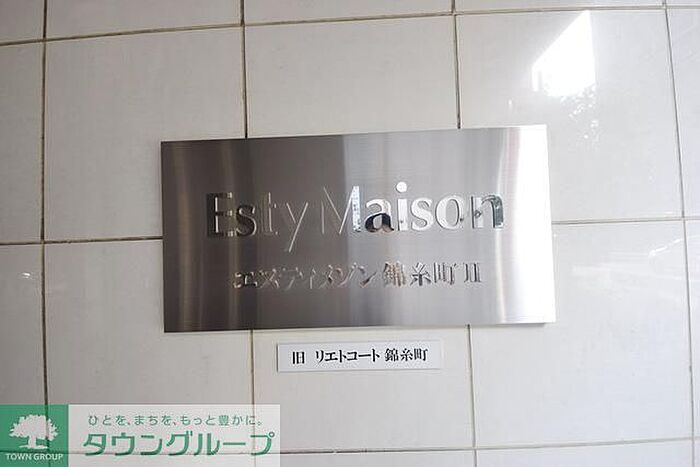 Esty Maison
エスティメゾン錦糸町Ⅱ
旧 リエトコート 錦糸町
ひとを、まちを、もっと豊かに。
タウングループ
TOWN GROUP